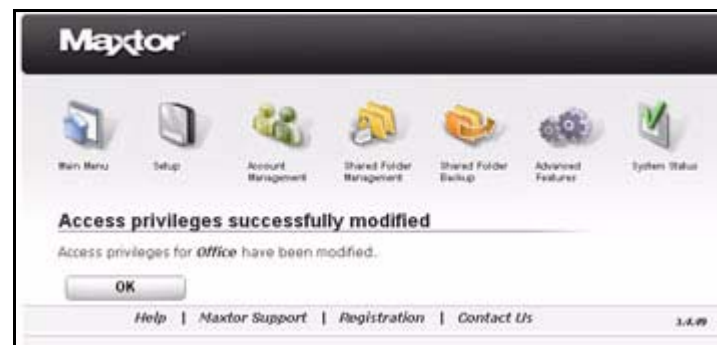 Maxtor
Main Menu
Setup
Account Management
Shared Folder Management
Shared Folder Backup
Advanced Features
System Status
Access privileges successfully modified
Access privileges for Office have been modified.
OK
Help | Maxtor Support | Registration | Contact Us